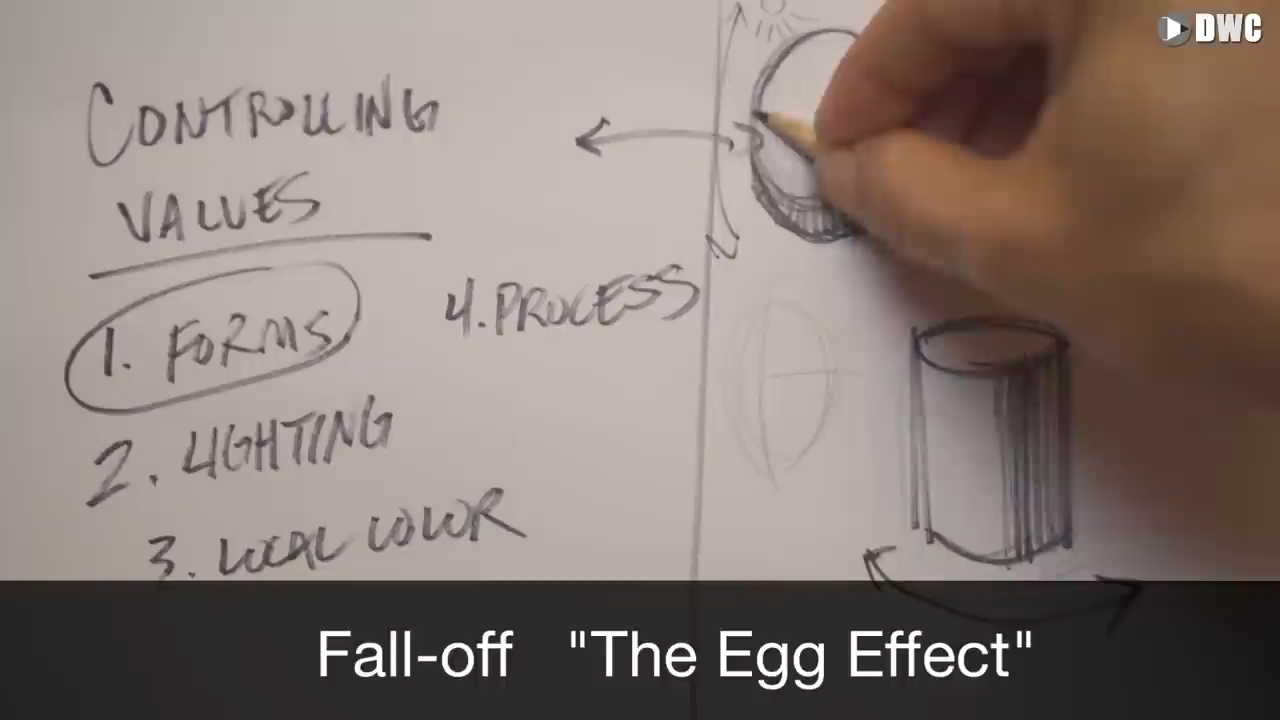 DWC
CONTROLLING
VALUES
1. FORMS
4. PROCESS
2. LIGHTING
3. LOCAL COLOR
Fall-off "The Egg Effect"